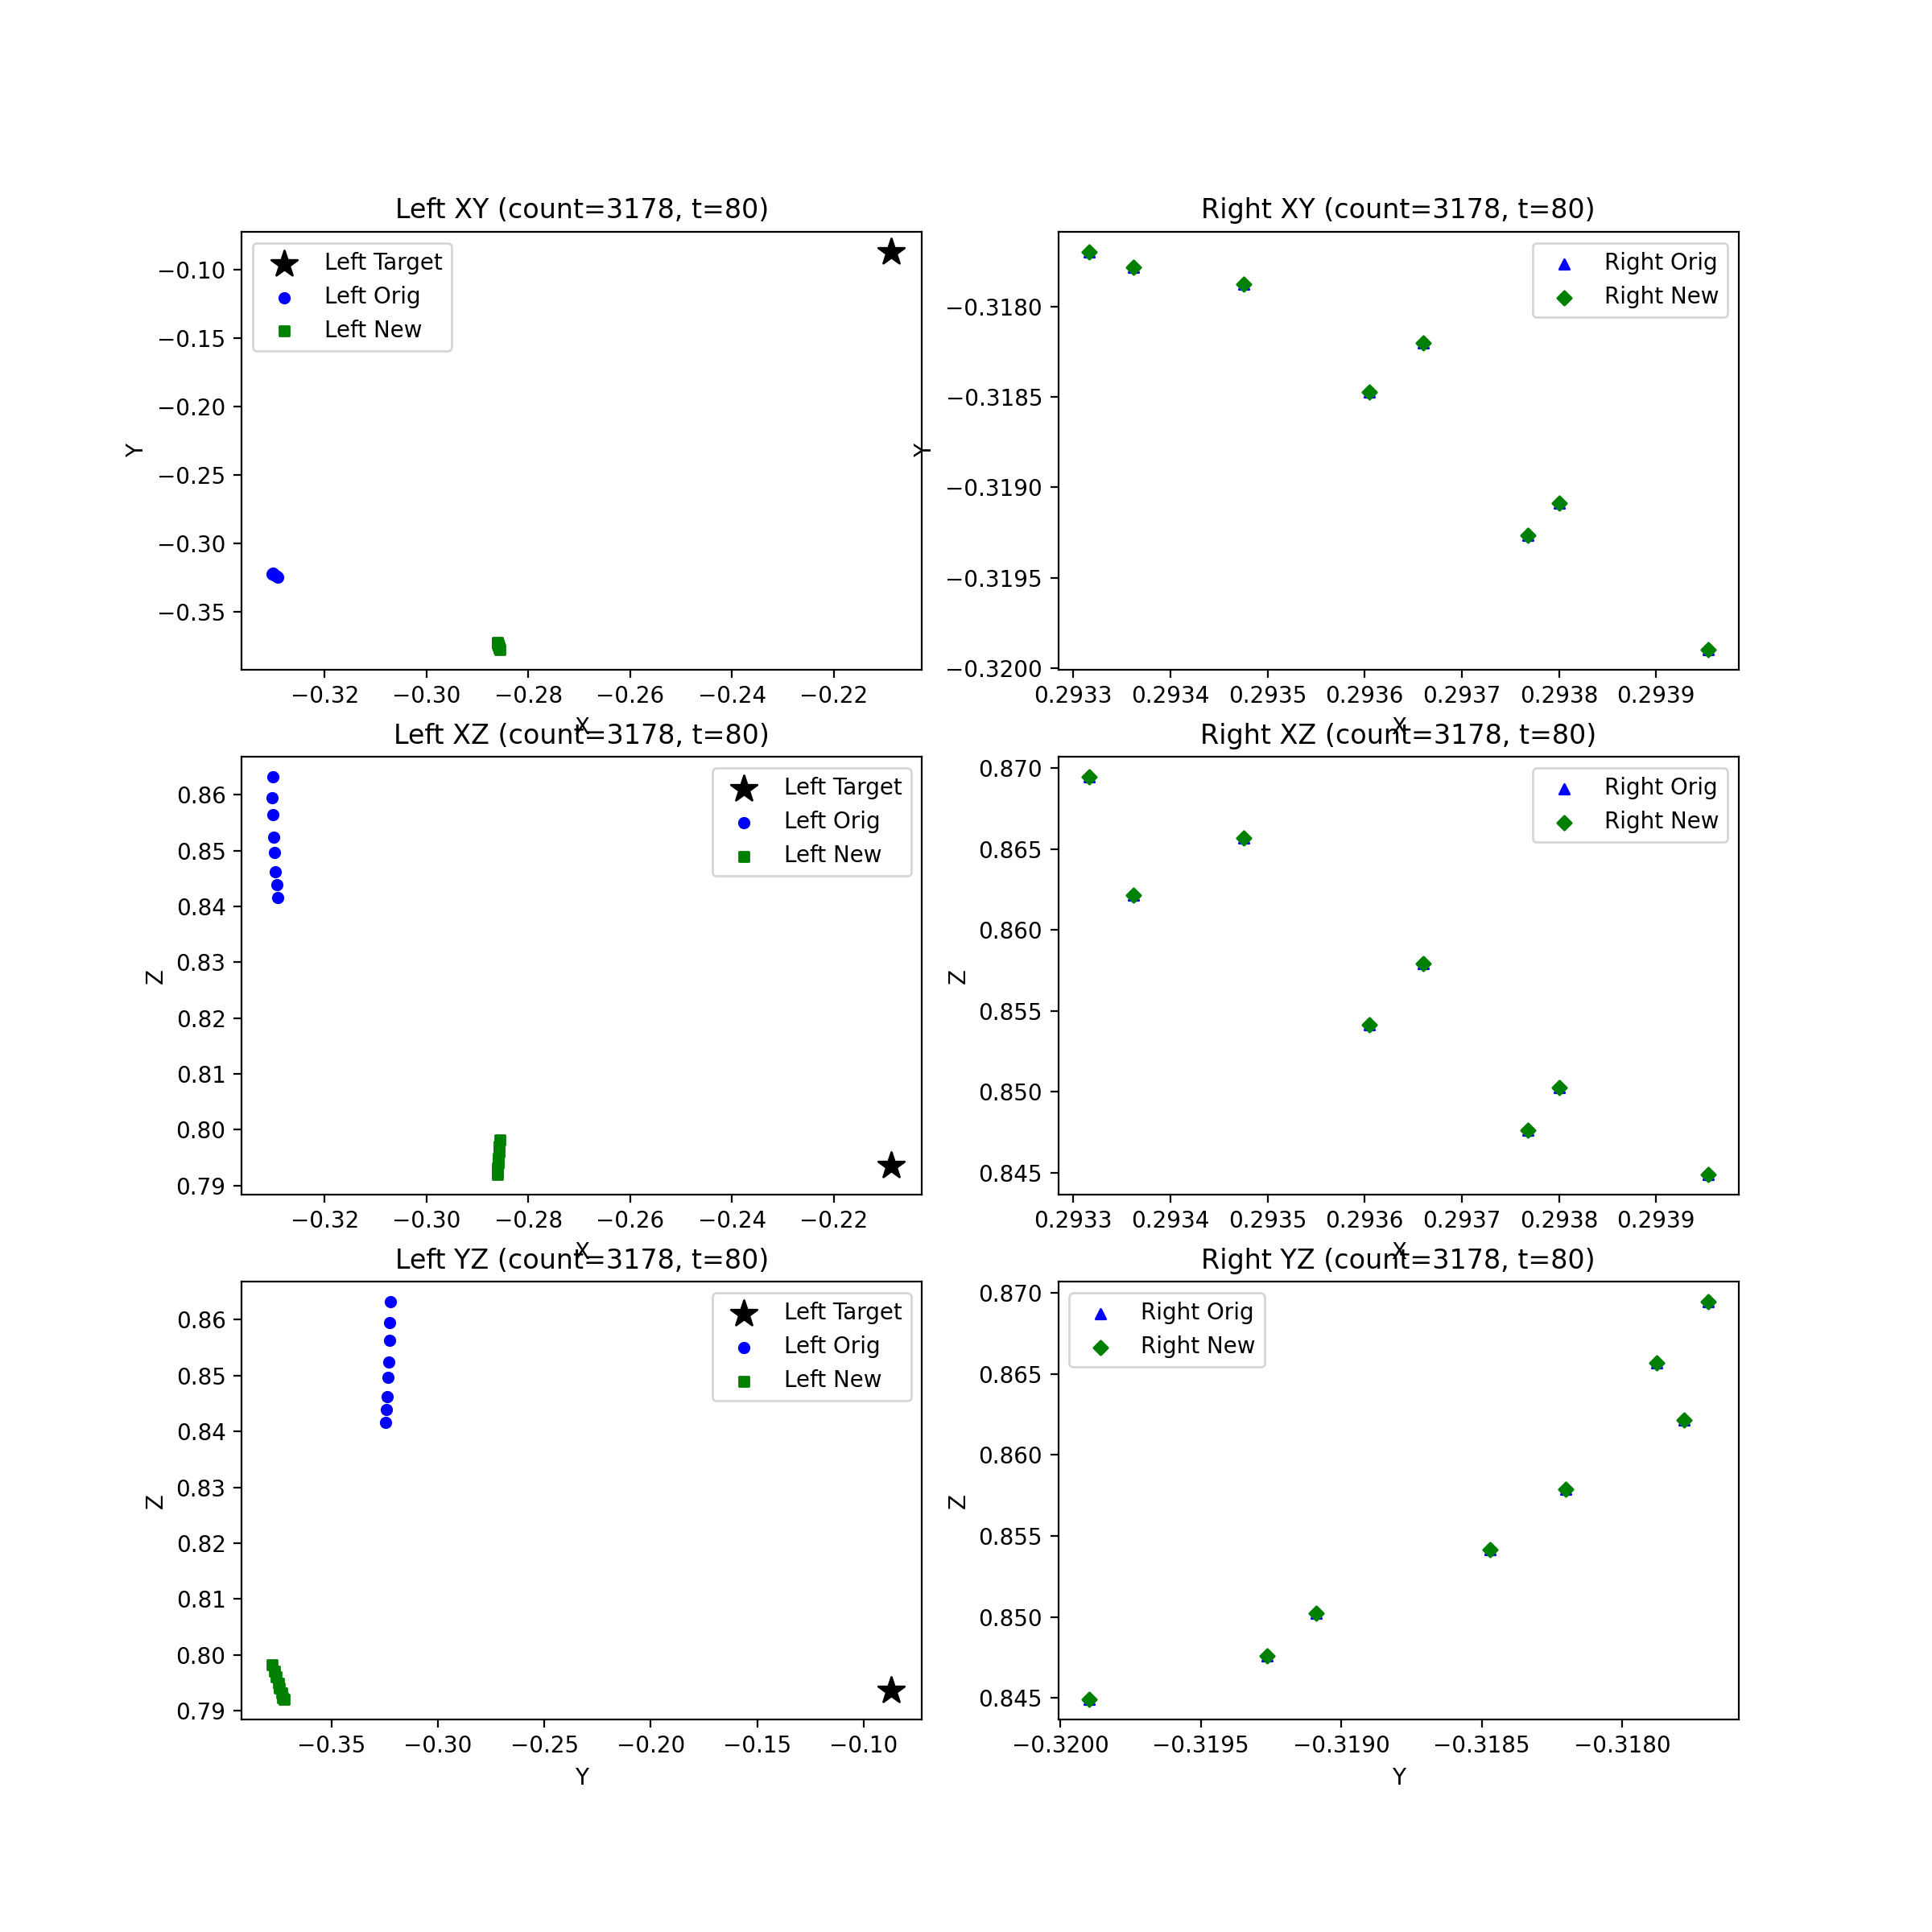 Left XY (count=3178, t=80)
Left Target
Left Orig
Left New
−0.10
−0.15
−0.20
−0.25
−0.30
−0.35
Y
−0.32 −0.30 −0.28 −0.26 −0.24 −0.22
X
Right XY (count=3178, t=80)
Right Orig
Right New
−0.3180
−0.3185
−0.3190
−0.3195
−0.3200
Y
0.2933 0.2934 0.2935 0.2936 0.2937 0.2938 0.2939
X
Left XZ (count=3178, t=80)
Left Target
Left Orig
Left New
0.86
0.85
0.84
0.83
0.82
0.81
0.80
0.79
Z
−0.32 −0.30 −0.28 −0.26 −0.24 −0.22
X
Right XZ (count=3178, t=80)
Right Orig
Right New
0.870
0.865
0.860
0.855
0.850
0.845
Z
0.2933 0.2934 0.2935 0.2936 0.2937 0.2938 0.2939
X
Left YZ (count=3178, t=80)
Left Target
Left Orig
Left New
0.86
0.85
0.84
0.83
0.82
0.81
0.80
0.79
Z
−0.35 −0.30 −0.25 −0.20 −0.15 −0.10
Y
Right YZ (count=3178, t=80)
Right Orig
Right New
0.870
0.865
0.860
0.855
0.850
0.845
Z
−0.3200 −0.3195 −0.3190 −0.3185 −0.3180
Y